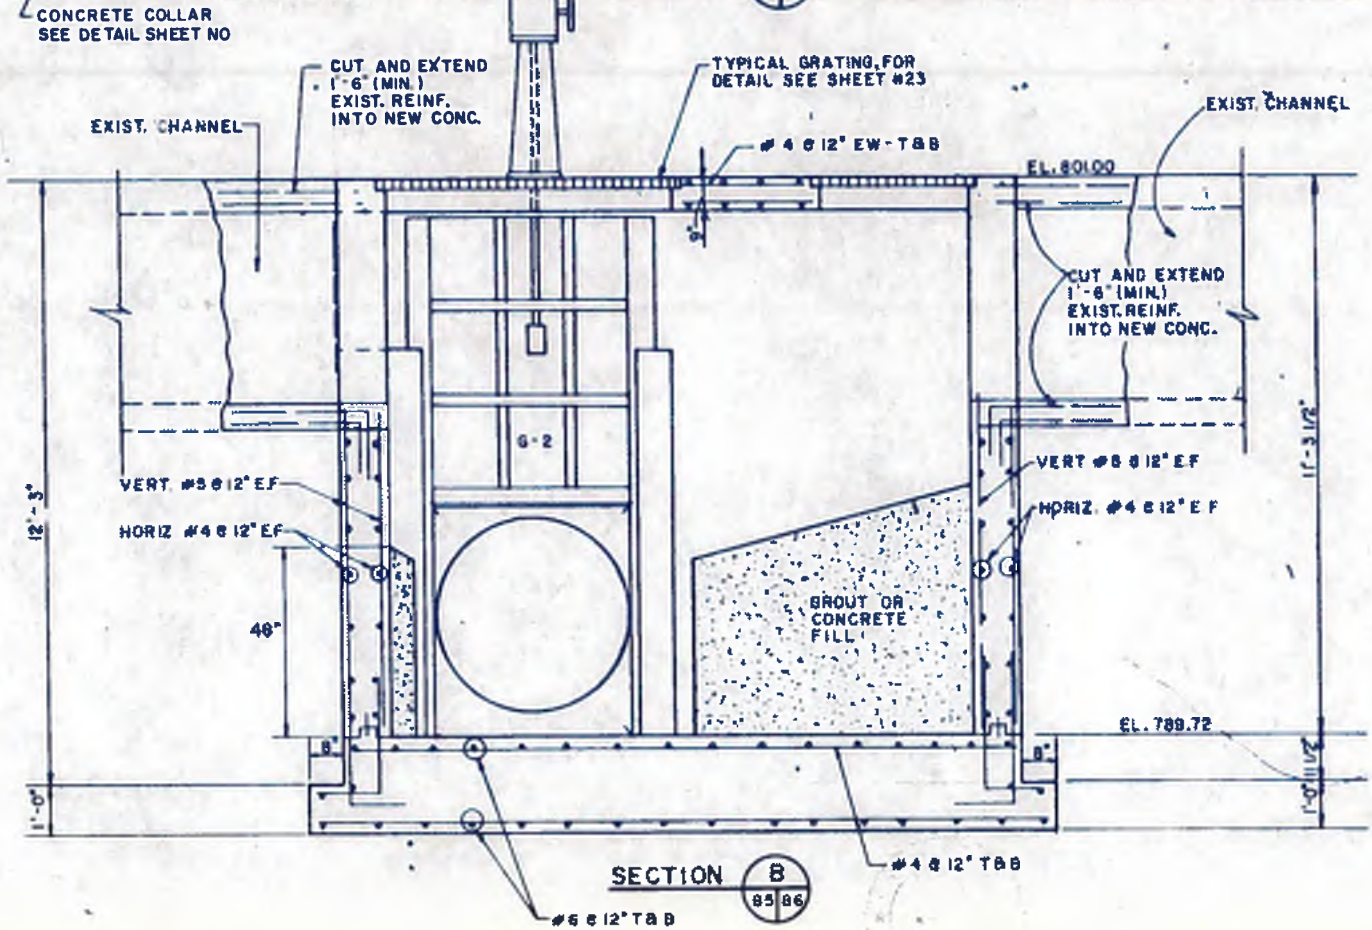 CONCRETE COLLAR
SEE DETAIL SHEET NO
CUT AND EXTEND
1'-6" (MIN.)
EXIST. REINF.
INTO NEW CONC.
TYPICAL GRATING, FOR
DETAIL SEE SHEET #23
EXIST. CHANNEL
EXIST. CHANNEL
# 4 @ 12" EW-T&B
EL. 801.00
9"
CUT AND EXTEND
1'-6" (MIN.)
EXIST. REINF.
INTO NEW CONC.
G-2
VERT. #5 @ 12" E.F
HORIZ #4 @ 12" E.F
VERT #5 @ 12" E.F
HORIZ. #4 @ 12" E F
12'-3"
11'-3 1/2"
48"
GROUT OR
CONCRETE
FILL
EL. 789.72
8"
8"
1'-0"
1'-0"
#4 @ 12" T&B
SECTION B
85 86
#6 @ 12" T&B